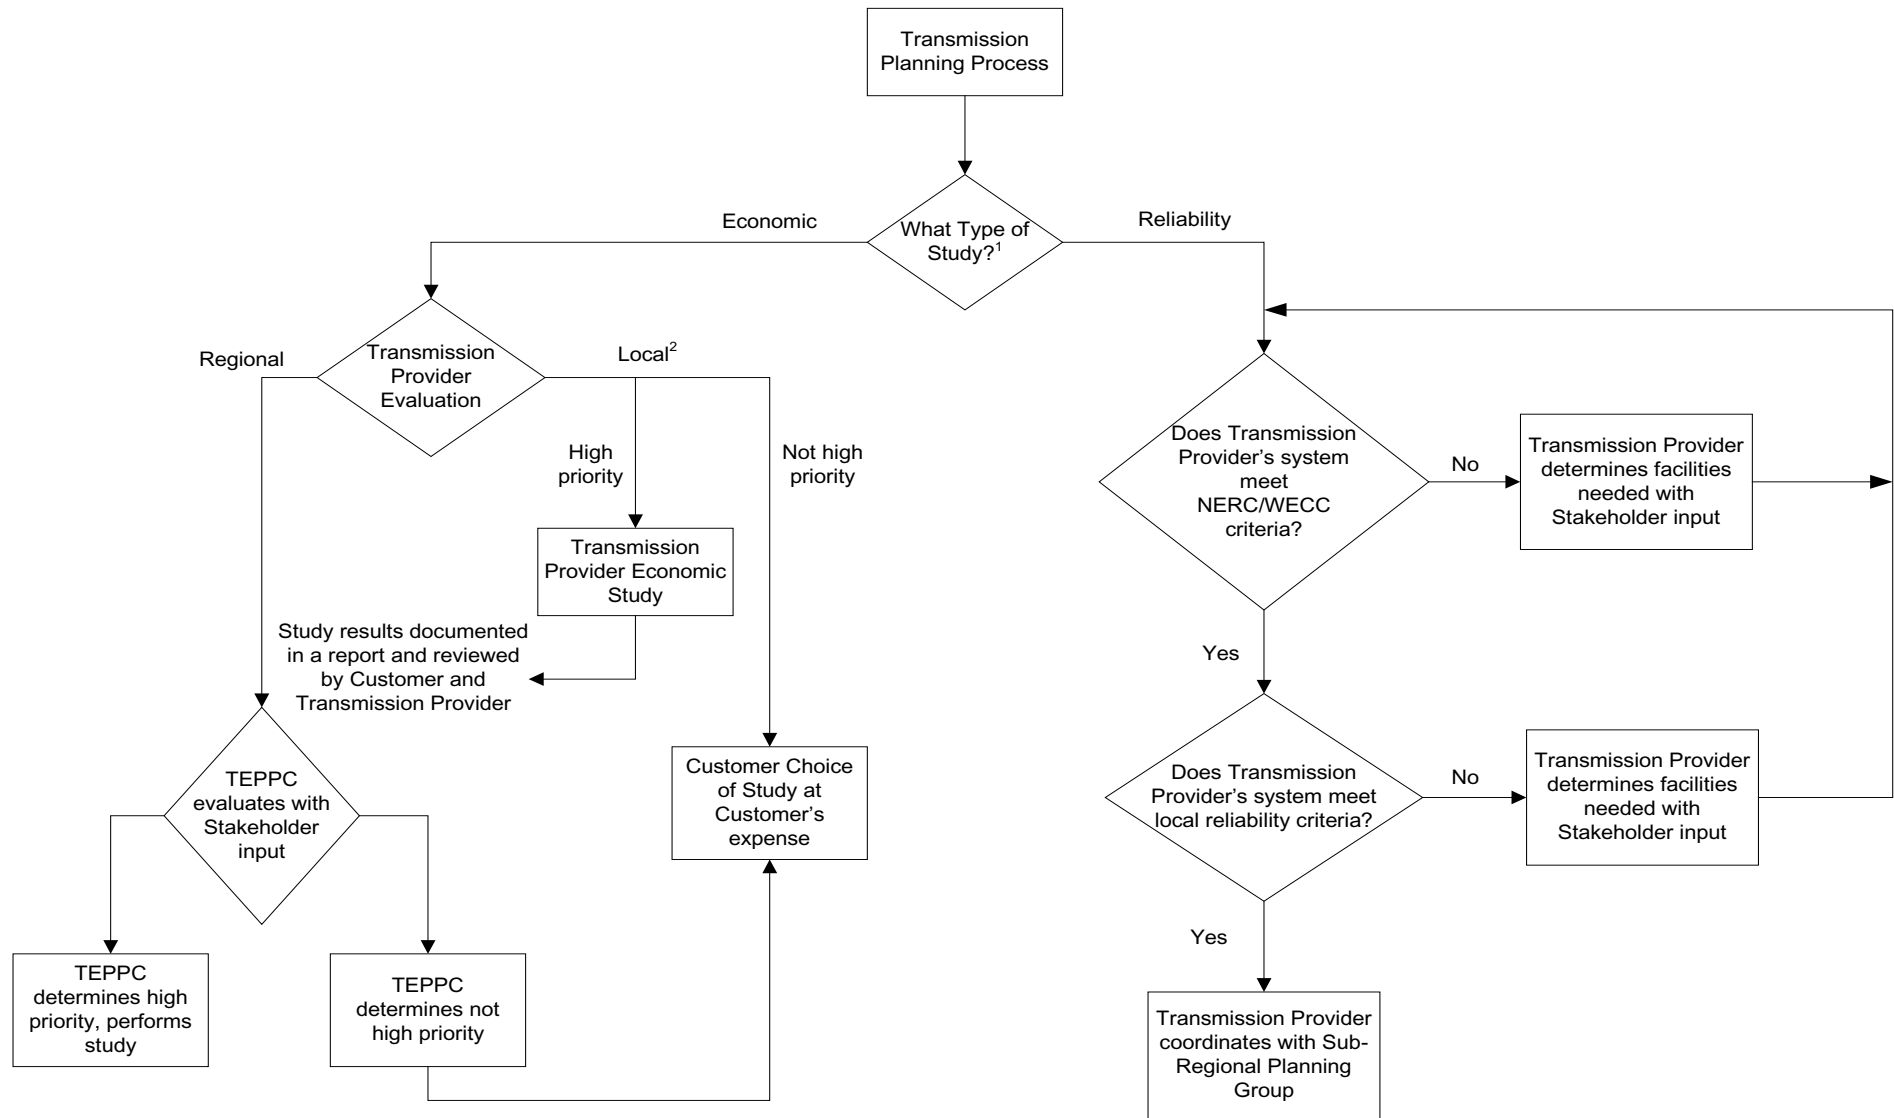 Transmission
Planning Process
Economic
What Type of
Study?¹
Reliability
Regional
Transmission
Provider
Evaluation
Local²
High
priority
Not high
priority
Transmission
Provider Economic
Study
Study results documented
in a report and reviewed
by Customer and
Transmission Provider
TEPPC
evaluates with
Stakeholder
input
Customer Choice
of Study at
Customer’s
expense
TEPPC
determines high
priority, performs
study
TEPPC
determines not
high priority
Does Transmission
Provider’s system
meet
NERC/WECC
criteria?
No
Transmission Provider
determines facilities
needed with
Stakeholder input
Yes
Does Transmission
Provider’s system meet
local reliability criteria?
No
Transmission Provider
determines facilities
needed with
Stakeholder input
Yes
Transmission Provider
coordinates with Sub-
Regional Planning
Group